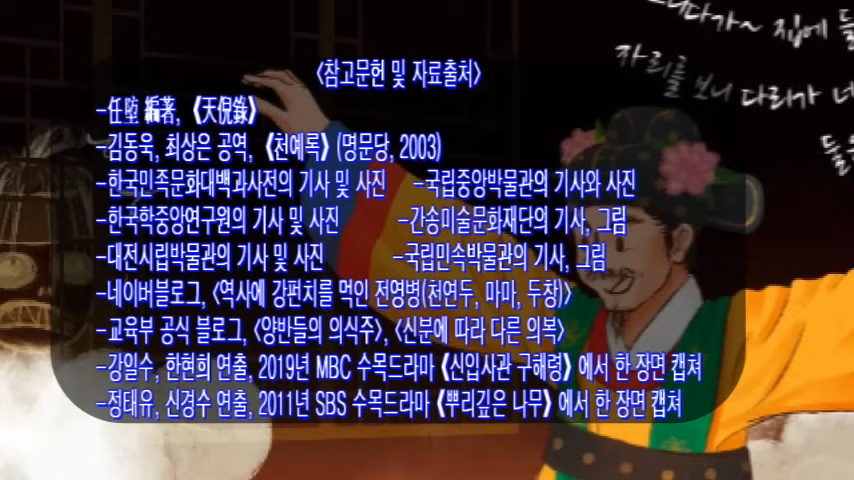 <참고문헌 및 자료출처>
-任埅 編著, 《天倪錄》
-김동욱, 최상은 공역, 《천예록》 (명문당, 2003)
-한국민족문화대백과사전의 기사 및 사진 -국립중앙박물관의 기사와 사진
-한국학중앙연구원의 기사 및 사진 -간송미술문화재단의 기사, 그림
-대전시립박물관의 기사 및 사진 -국립민속박물관의 기사, 그림
-네이버블로그, <역사에 강펀치를 먹인 전영병(천연두, 마마, 두창)>
-교육부 공식 블로그, <양반들의 의식주>, <신분에 따라 다른 의복>
-강일수, 한현희 연출, 2019년 MBC 수목드라마 《신입사관 구해령》 에서 한 장면 캡쳐
-정태유, 신경수 연출, 2011년 SBS 수목드라마 《뿌리깊은 나무》 에서 한 장면 캡쳐
집에
자리를 보니 다리가